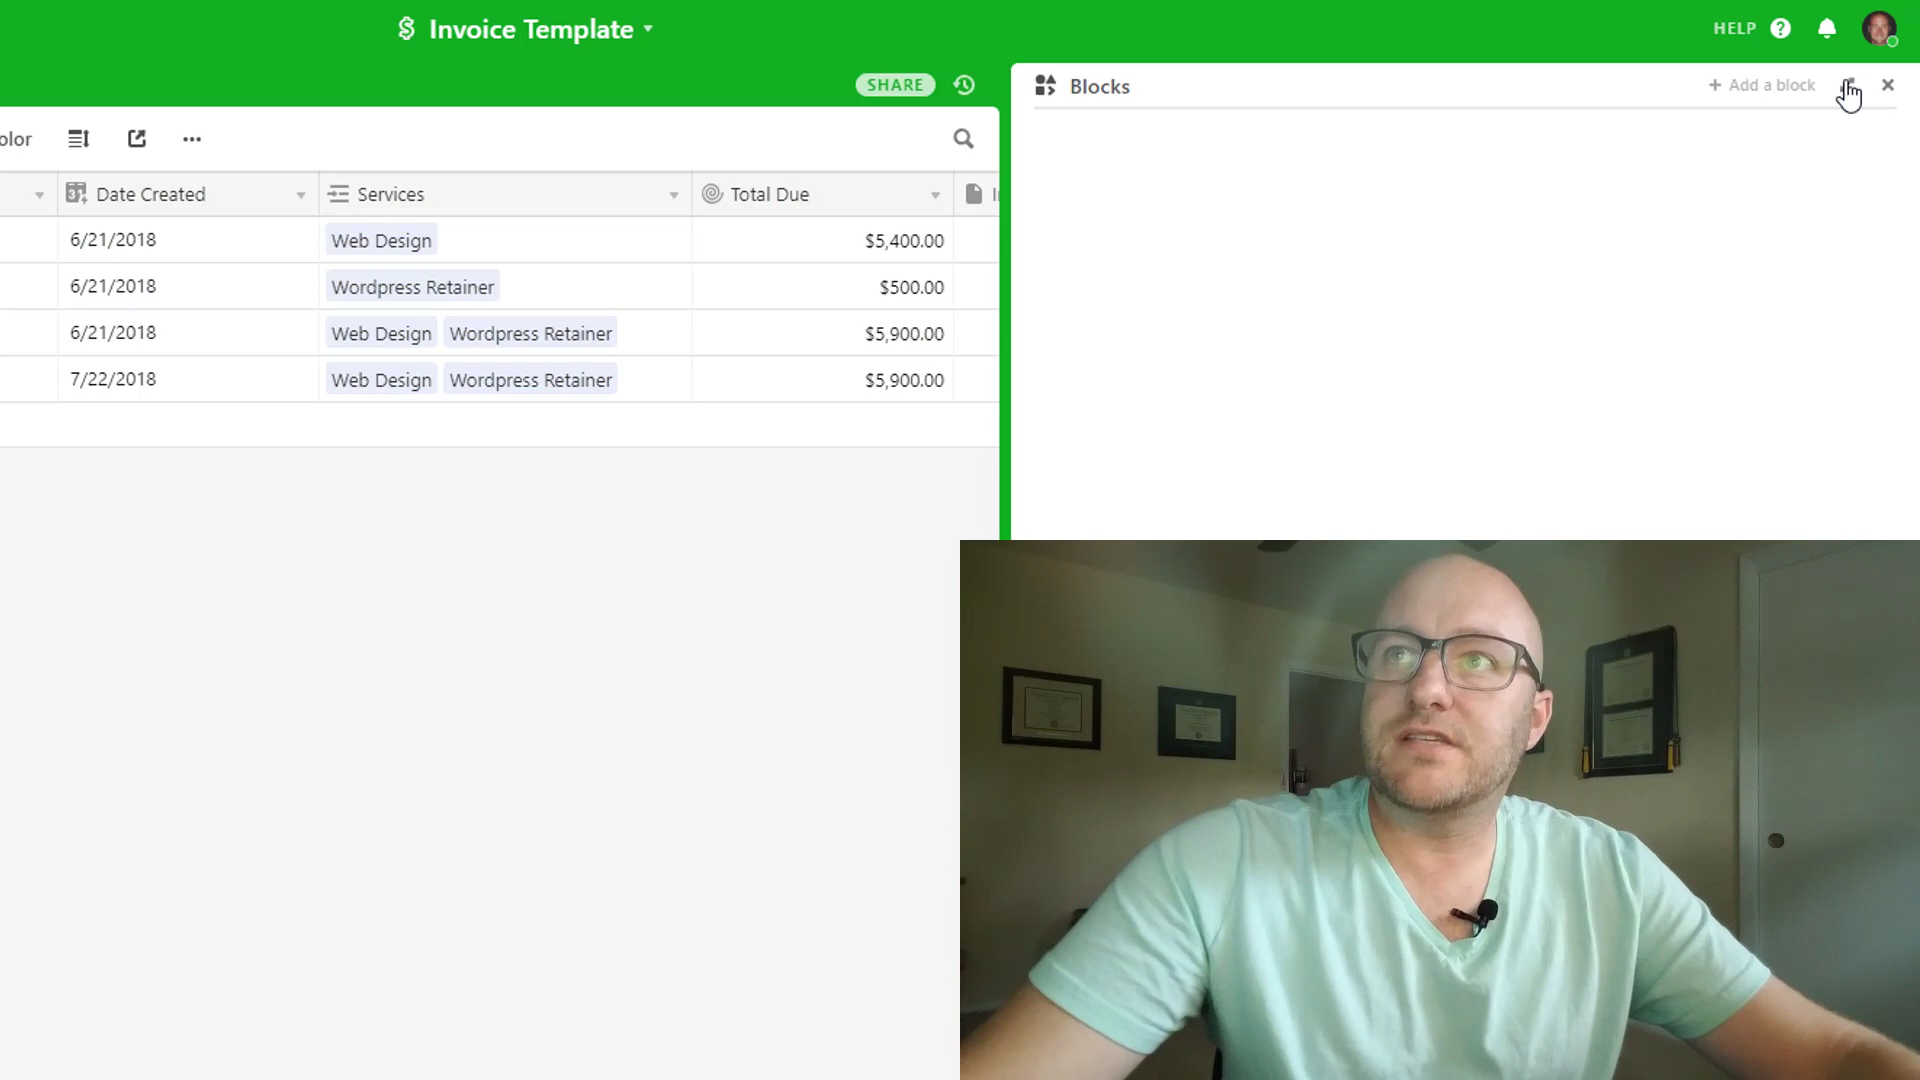 Invoice Template
HELP
SHARE
Blocks
+ Add a block
olor
Date Created
Services
Total Due
6/21/2018
Web Design
$5,400.00
6/21/2018
Wordpress Retainer
$500.00
6/21/2018
Web Design
Wordpress Retainer
$5,900.00
7/22/2018
Web Design
Wordpress Retainer
$5,900.00